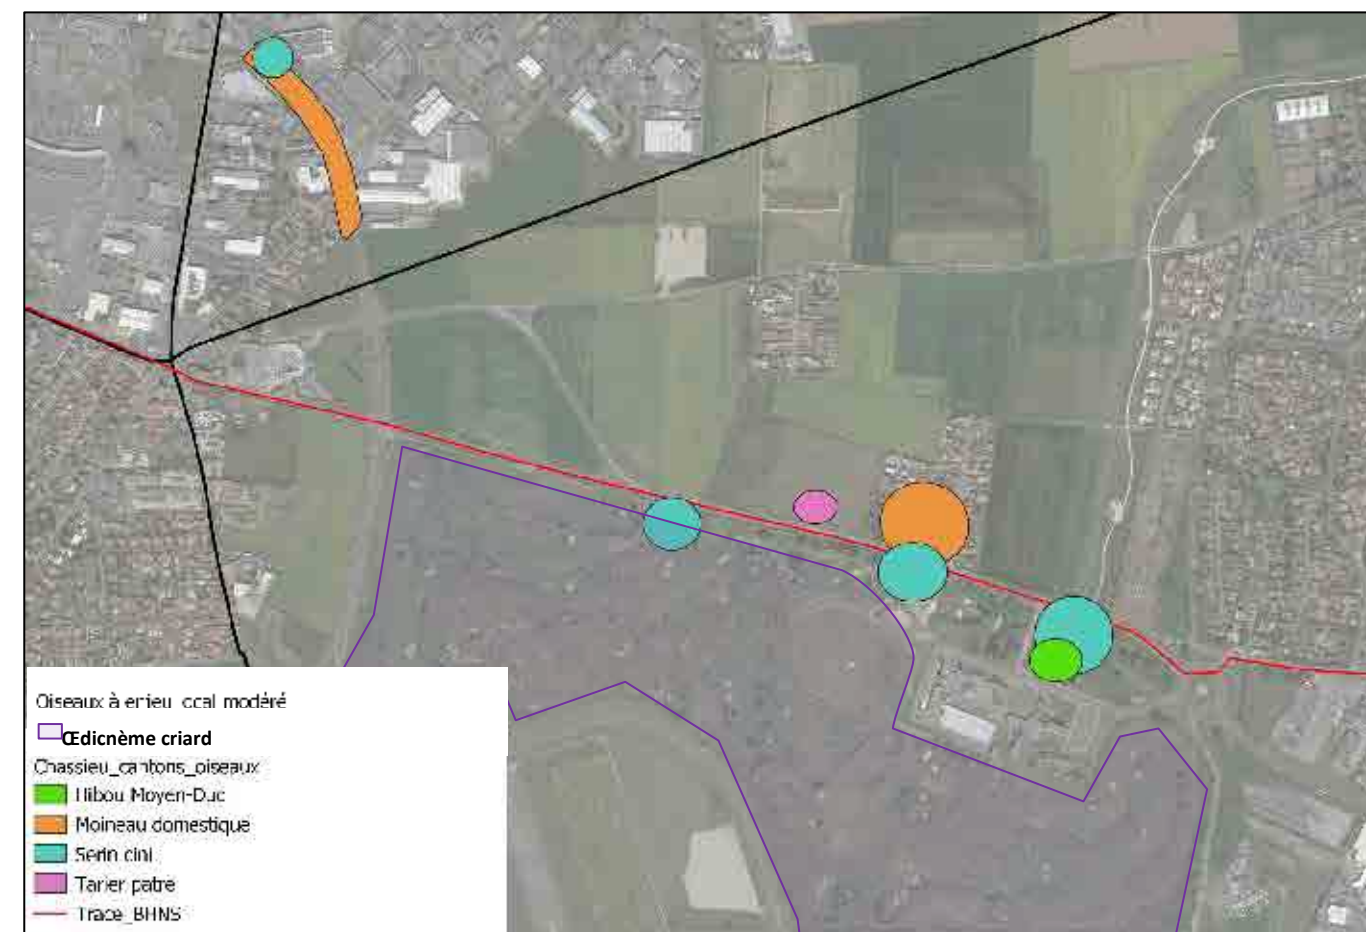 Oiseaux à enjeu local modéré
Œdicnème criard
Chassieu_cantons_oiseaux
Hibou Moyen-Duc
Moineau domestique
Serin cini
Tarier patre
Trace_BHNS